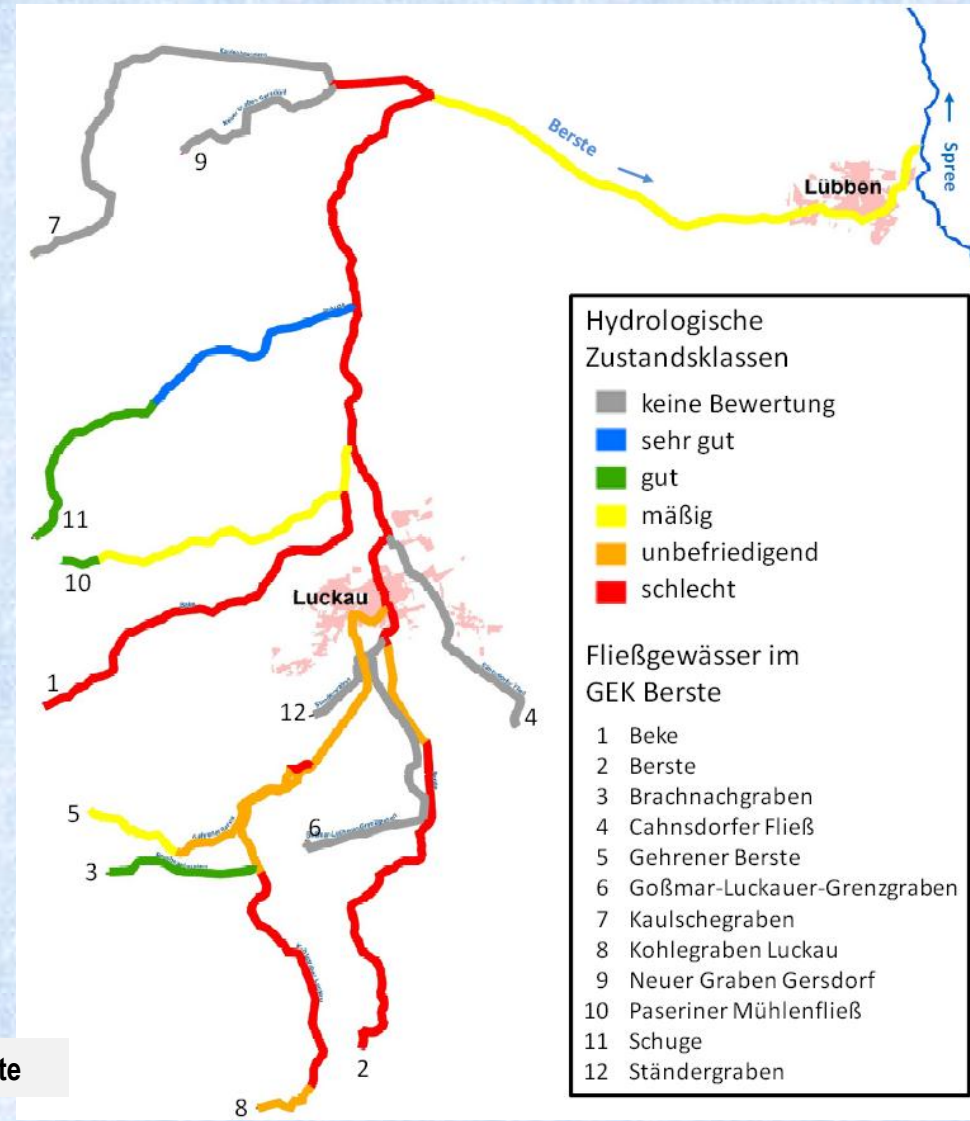 Berste
Spree
Lübben
9
7
11
10
Luckau
1
12
4
5
6
3
2
8
Hydrologische
Zustandsklassen
keine Bewertung
sehr gut
gut
mäßig
unbefriedigend
schlecht
Fließgewässer im
GEK Berste
1 Beke
2 Berste
3 Brachnachgraben
4 Cahnsdorfer Fließ
5 Gehrener Berste
6 Goßmar-Luckauer-Grenzgraben
7 Kaulschegraben
8 Kohlegraben Luckau
9 Neuer Graben Gersdorf
10 Paseriner Mühlenfließ
11 Schuge
12 Ständergraben
te